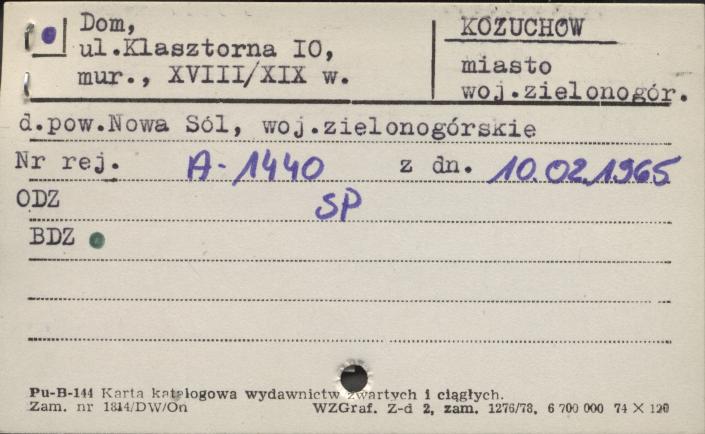 Dom,
ul.Klasztorna IO,
mur., XVIII/XIX w.
KOZUCHÓW
miasto
woj.zielonogór.
d.pow.Nowa Sól, woj.zielonogórskie
Nr rej. A-1440 z dn. 10.02.1965
ODZ SP
BDZ
Pu-B-144 Karta katalogowa wydawnictw zwartych i ciągłych.
Zam. nr 1814/DW/On WZGraf. Z-d 2, zam. 1276/78, 6 700 000 74 X 120